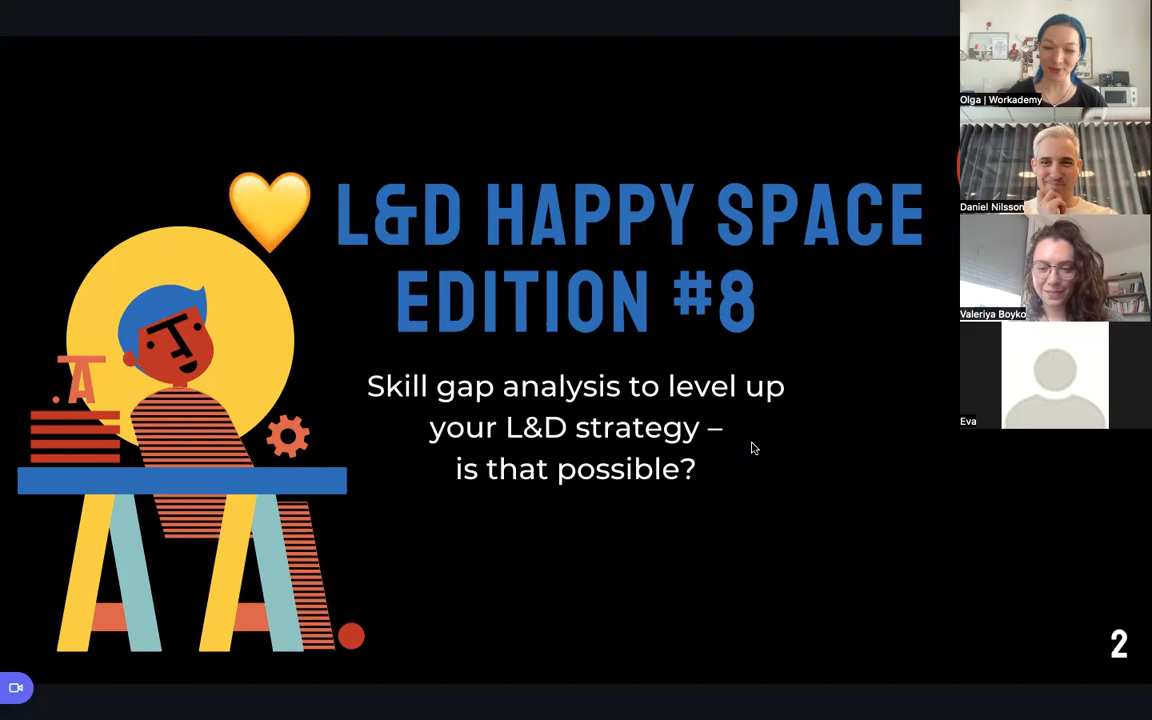 L&D HAPPY SPACE
EDITION #8
Skill gap analysis to level up
your L&D strategy –
is that possible?
2
Olga | Workademy
Daniel Nilsson
Valeriya Boyko
Eva